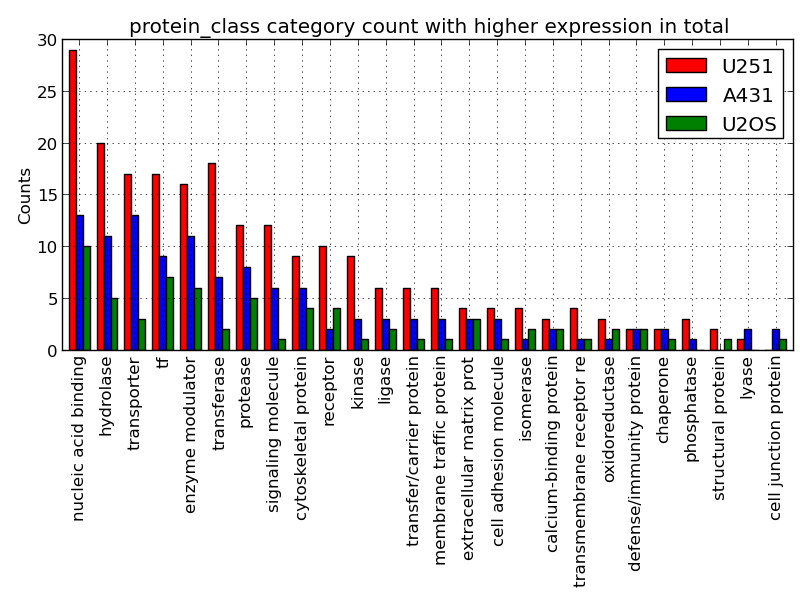 protein_class category count with higher expression in total
30
25
20
15
10
5
0
Counts
U251
A431
U2OS
nucleic acid binding
hydrolase
transporter
tf
enzyme modulator
transferase
protease
signaling molecule
cytoskeletal protein
receptor
kinase
ligase
transfer/carrier protein
membrane traffic protein
extracellular matrix prot
cell adhesion molecule
isomerase
calcium-binding protein
transmembrane receptor re
oxidoreductase
defense/immunity protein
chaperone
phosphatase
structural protein
lyase
cell junction protein